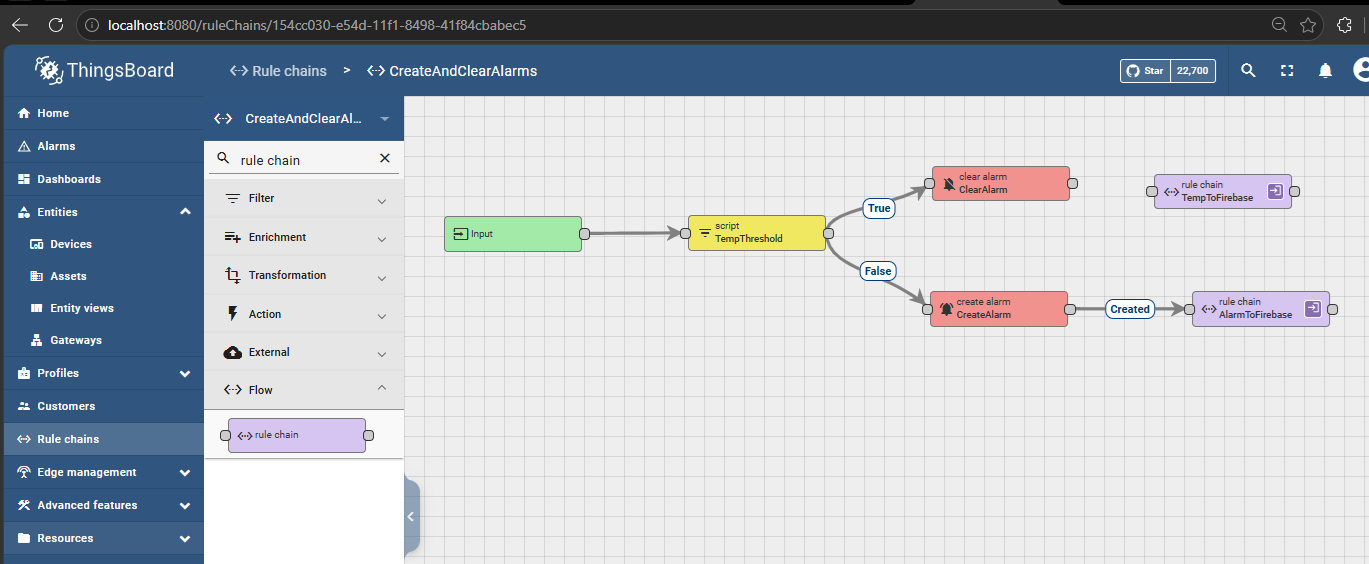 localhost:8080/ruleChains/154cc030-e54d-11f1-8498-41f84cbabec5
ThingsBoard
Rule chains > CreateAndClearAlarms
Star 22,700
Home
Alarms
Dashboards
Entities
Devices
Assets
Entity views
Gateways
Profiles
Customers
Rule chains
Edge management
Advanced features
Resources
CreateAndClearAl...
rule chain
Filter
Enrichment
Transformation
Action
External
Flow
rule chain
Input
script
TempThreshold
True
False
clear alarm
ClearAlarm
create alarm
CreateAlarm
Created
rule chain
TempToFirebase
rule chain
AlarmToFirebase